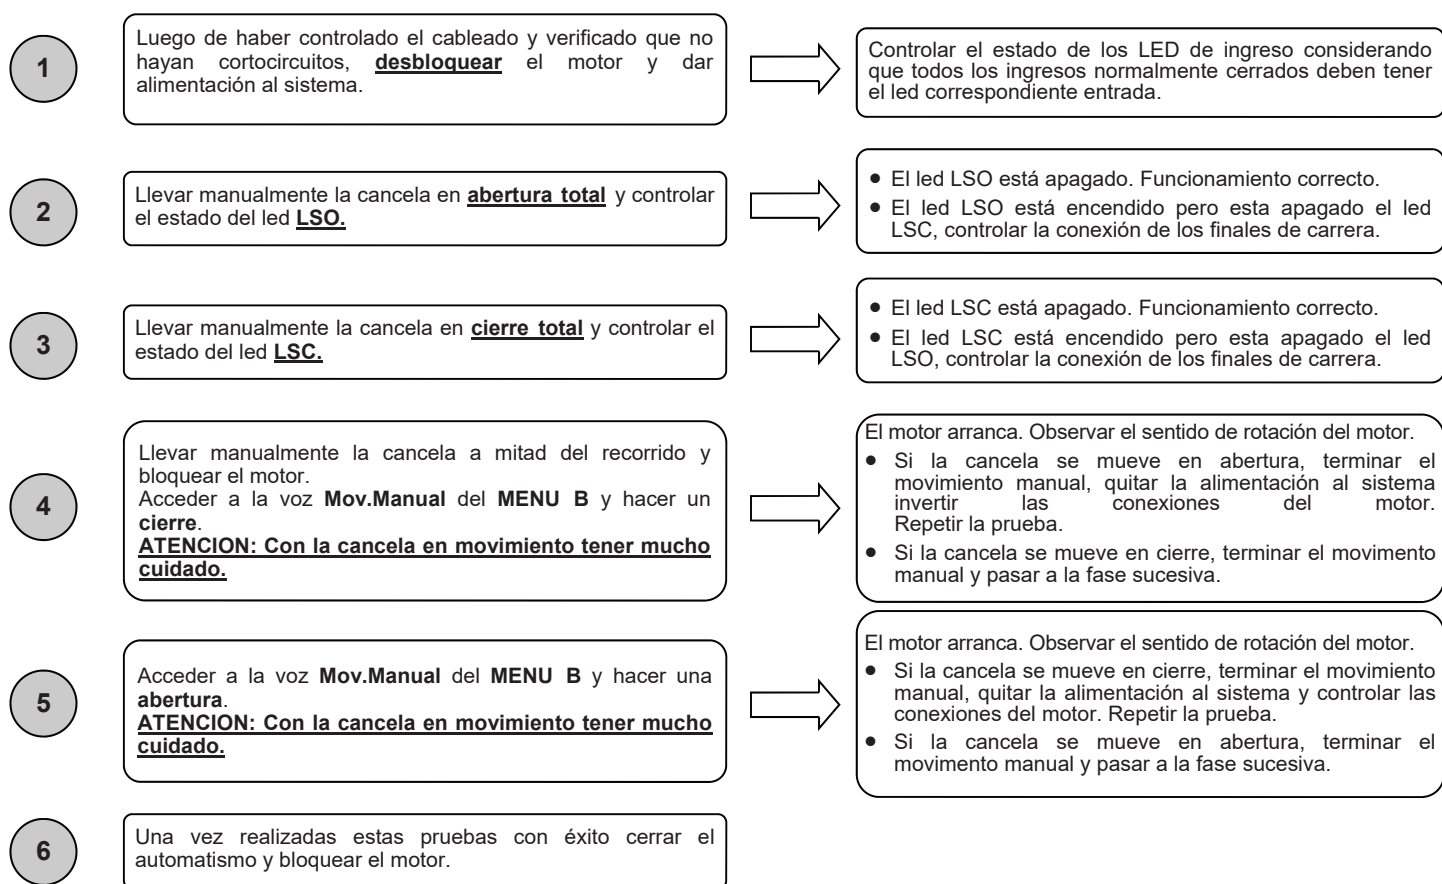 1
Luego de haber controlado el cableado y verificado que no
hayan cortocircuitos, desbloquear el motor y dar
alimentación al sistema.
Controlar el estado de los LED de ingreso considerando
que todos los ingresos normalmente cerrados deben tener
el led correspondiente entrada.
2
Llevar manualmente la cancela en abertura total y controlar
el estado del led LSO.
• El led LSO está apagado. Funcionamiento correcto.
• El led LSO está encendido pero esta apagado el led
LSC, controlar la conexión de los finales de carrera.
3
Llevar manualmente la cancela en cierre total y controlar el
estado del led LSC.
• El led LSC está apagado. Funcionamiento correcto.
• El led LSC está encendido pero esta apagado el led
LSO, controlar la conexión de los finales de carrera.
4
Llevar manualmente la cancela a mitad del recorrido y
bloquear el motor.
Acceder a la voz Mov.Manual del MENU B y hacer un
cierre.
ATENCION: Con la cancela en movimiento tener mucho
cuidado.
El motor arranca. Observar el sentido de rotación del motor.
• Si la cancela se mueve en abertura, terminar el
movimiento manual, quitar la alimentación al sistema
invertir las conexiones del motor.
Repetir la prueba.
• Si la cancela se mueve en cierre, terminar el movimento
manual y pasar a la fase sucesiva.
5
Acceder a la voz Mov.Manual del MENU B y hacer una
abertura.
ATENCION: Con la cancela en movimiento tener mucho
cuidado.
El motor arranca. Observar el sentido de rotación del motor.
• Si la cancela se mueve en cierre, terminar el movimiento
manual, quitar la alimentación al sistema y controlar las
conexiones del motor. Repetir la prueba.
• Si la cancela se mueve en abertura, terminar el
movimento manual y pasar a la fase sucesiva.
6
Una vez realizadas estas pruebas con éxito cerrar el
automatismo y bloquear el motor.